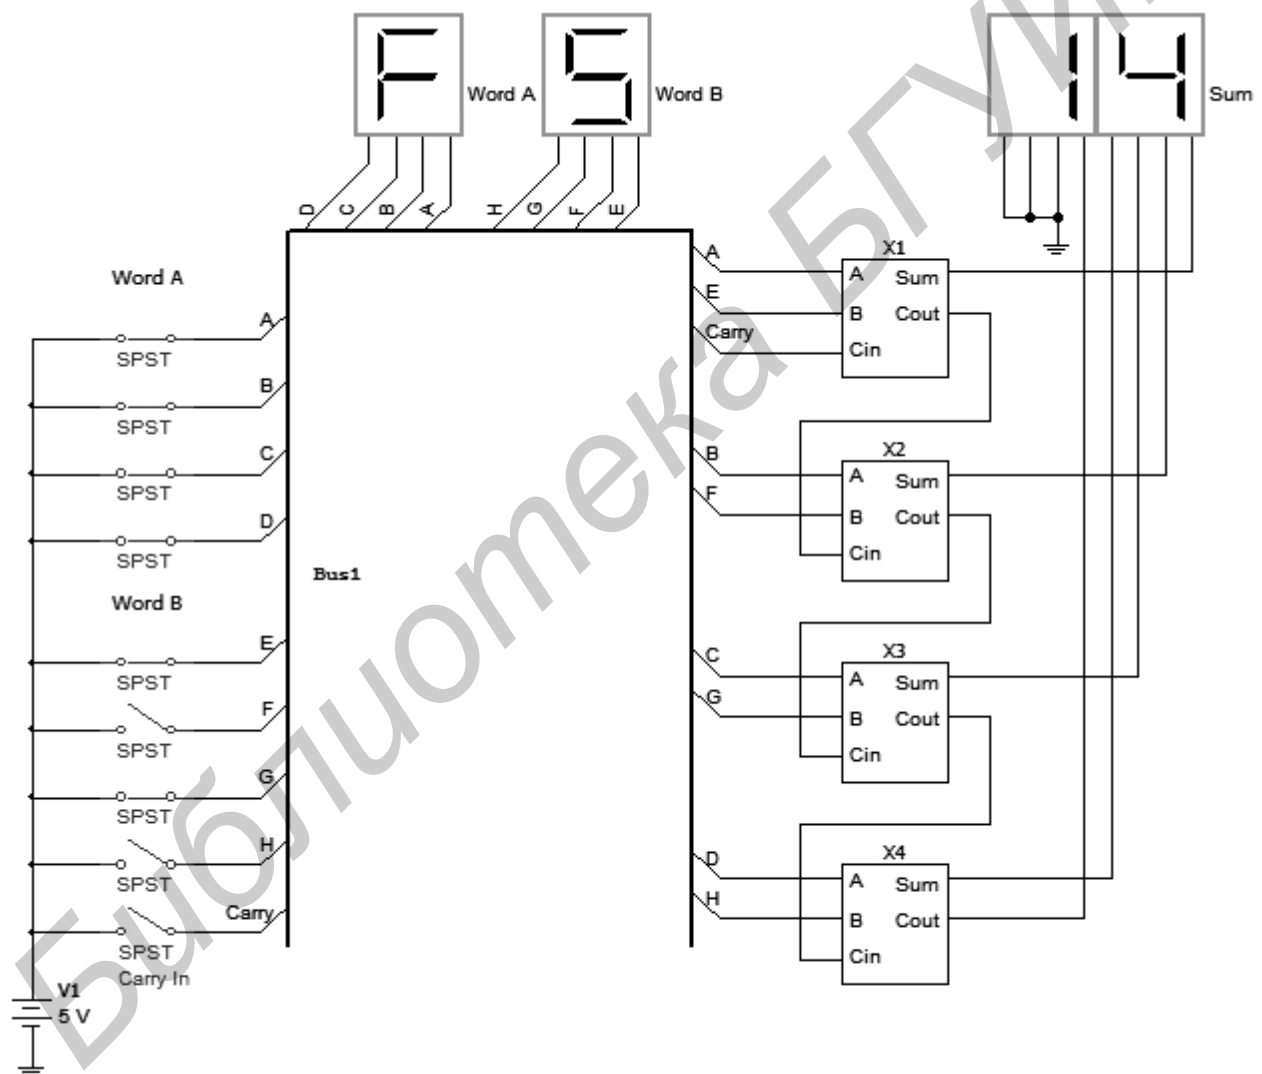 F
Word A
5
Word B
14
Sum
D C B A H G F E
Word A
A
SPST
B
SPST
C
SPST
D
SPST
Word B
E
SPST
F
SPST
G
SPST
H
SPST
Carry
SPST
Carry In
V1
5 V
Bus1
A
E
Carry
X1
A Sum
B Cout
Cin
B
F
X2
A Sum
B Cout
Cin
C
G
X3
A Sum
B Cout
Cin
D
H
X4
A Sum
B Cout
Cin
Библиотека БГУИ